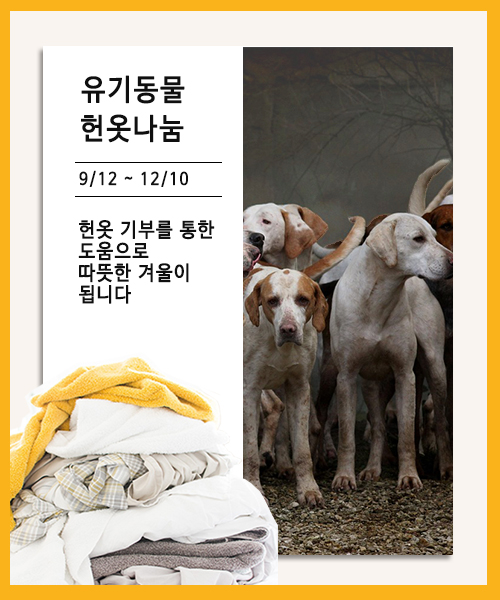 유기동물
헌옷나눔
9/12 ~ 12/10
헌옷 기부를 통한
도움으로
따뜻한 겨울이
됩니다